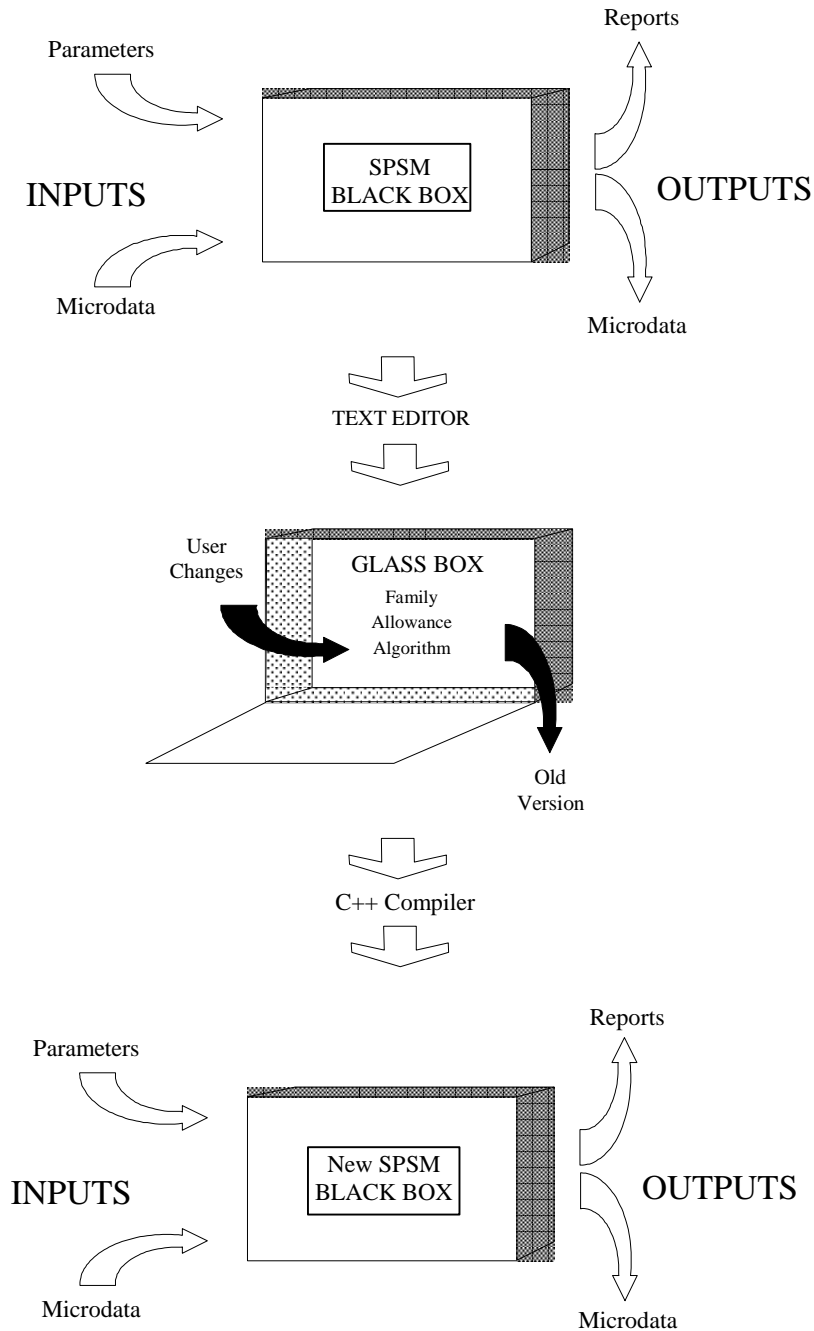 Reports
Parameters
SPSM
BLACK BOX
INPUTS
OUTPUTS
Microdata
Microdata
TEXT EDITOR
User
Changes
GLASS BOX
Family
Allowance
Algorithm
Old
Version
C++ Compiler
Reports
Parameters
New SPSM
BLACK BOX
INPUTS
OUTPUTS
Microdata
Microdata